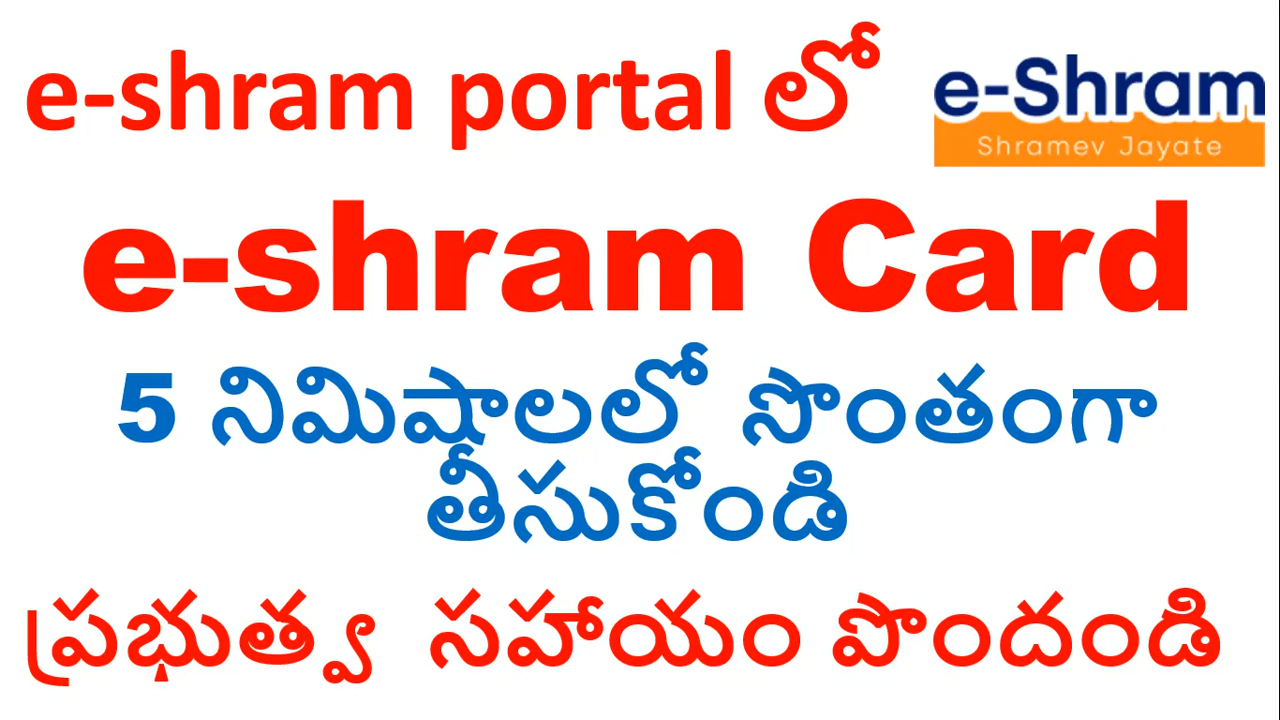 e-shram portal లో
e-Shram
Shramev Jayate
e-shram Card
5 నిమిషాలలో సొంతంగా
తీసుకోండి
ప్రభుత్వ సహాయం పొందండి